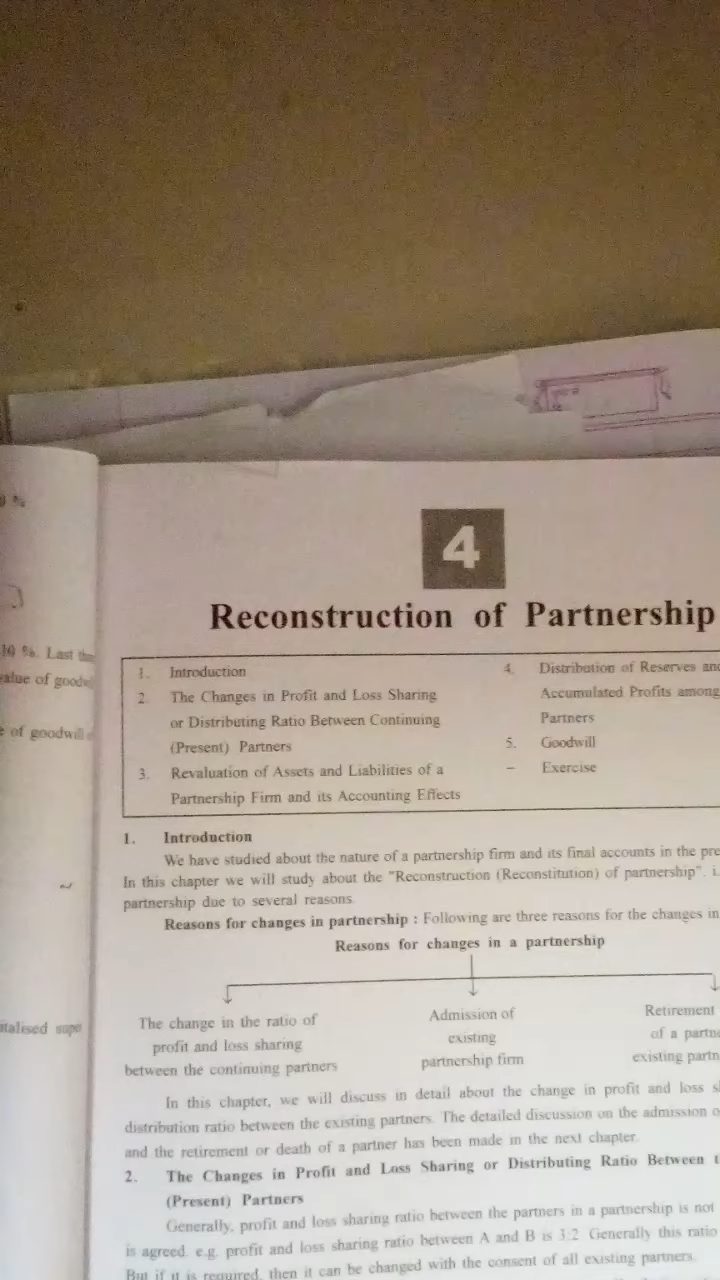 10 %. Last
value of
e of goodwill
italised
4
Reconstruction of Partnership
1. Introduction
2. The Changes in Profit and Loss Sharing
or Distributing Ratio Between Continuing
(Present) Partners
3. Revaluation of Assets and Liabilities of a
Partnership Firm and its Accounting Effects
4. Distribution of Reserves and
Accumulated Profits among
Partners
5. Goodwill
– Exercise
1. Introduction
We have studied about the nature of a partnership firm and its final accounts in the pre
In this chapter we will study about the "Reconstruction (Reconstitution) of partnership". i.
partnership due to several reasons.
Reasons for changes in partnership : Following are three reasons for the changes in
Reasons for changes in a partnership
The change in the ratio of
profit and loss sharing
between the continuing partners
Admission of
existing
partnership firm
Retirement
of a partne
existing partn
In this chapter, we will discuss in detail about the change in profit and loss s
distribution ratio between the existing partners. The detailed discussion on the admission o
and the retirement or death of a partner has been made in the next chapter.
2. The Changes in Profit and Loss Sharing or Distributing Ratio Between t
(Present) Partners
Generally, profit and loss sharing ratio between the partners in a partnership is not
is agreed. e.g. profit and loss sharing ratio between A and B is 3:2. Generally this ratio
But if it is required, then it can be changed with the consent of all existing partners.